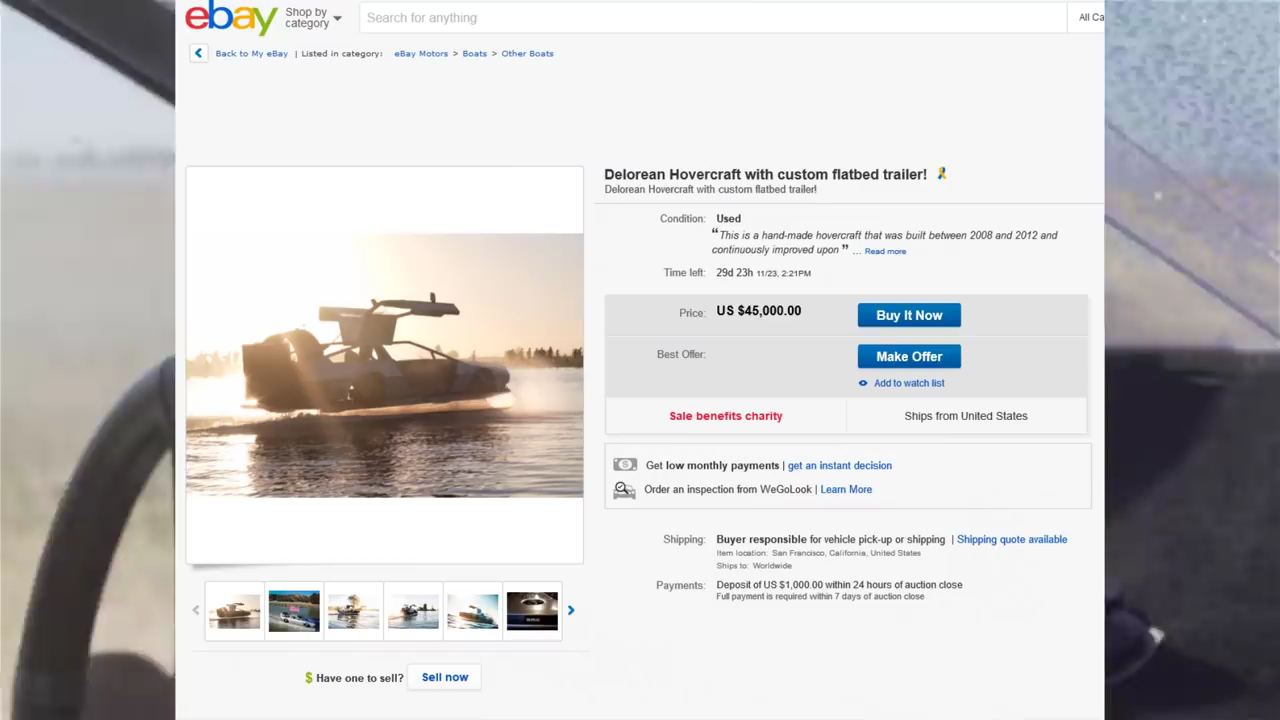 ebay
Shop by
category
Search for anything
All Ca
Back to My eBay | Listed in category: eBay Motors > Boats > Other Boats
Delorean Hovercraft with custom flatbed trailer!
Delorean Hovercraft with custom flatbed trailer!
Condition: Used
“This is a hand-made hovercraft that was built between 2008 and 2012 and
continuously improved upon” ... Read more
Time left: 29d 23h 11/23, 2:21PM
Price: US $45,000.00 Buy It Now
Best Offer: Make Offer
Add to watch list
Sale benefits charity Ships from United States
Get low monthly payments | get an instant decision
Order an inspection from WeGoLook | Learn More
Shipping: Buyer responsible for vehicle pick-up or shipping | Shipping quote available
Item location: San Francisco, California, United States
Ships to: Worldwide
Payments: Deposit of US $1,000.00 within 24 hours of auction close
Full payment is required within 7 days of auction close
$ Have one to sell? Sell now